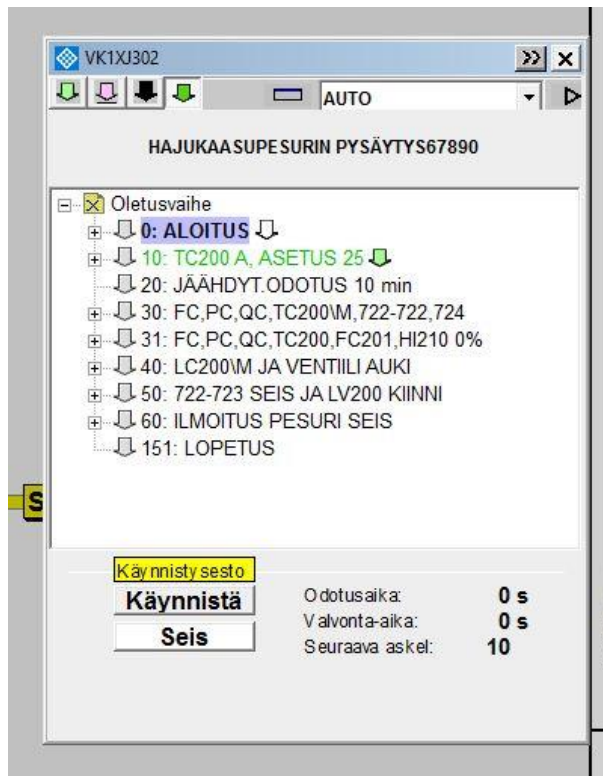 VK1XJ302
AUTO
HAJUKAASUPESURIN PYSÄYTYS67890
Oletusvaihe
0: ALOITUS
10: TC200 A, ASETUS 25
20: JÄÄHDYT.ODOTUS 10 min
30: FC,PC,QC,TC200\M,722-722,724
31: FC,PC,QC,TC200,FC201,HI210 0%
40: LC200\M JA VENTIILI AUKI
50: 722-723 SEIS JA LV200 KIINNI
60: ILMOITUS PESURI SEIS
151: LOPETUS
S
Käynnistysesto
Käynnistä
Seis
Odotusaika: 0 s
Valvonta-aika: 0 s
Seuraava askel: 10